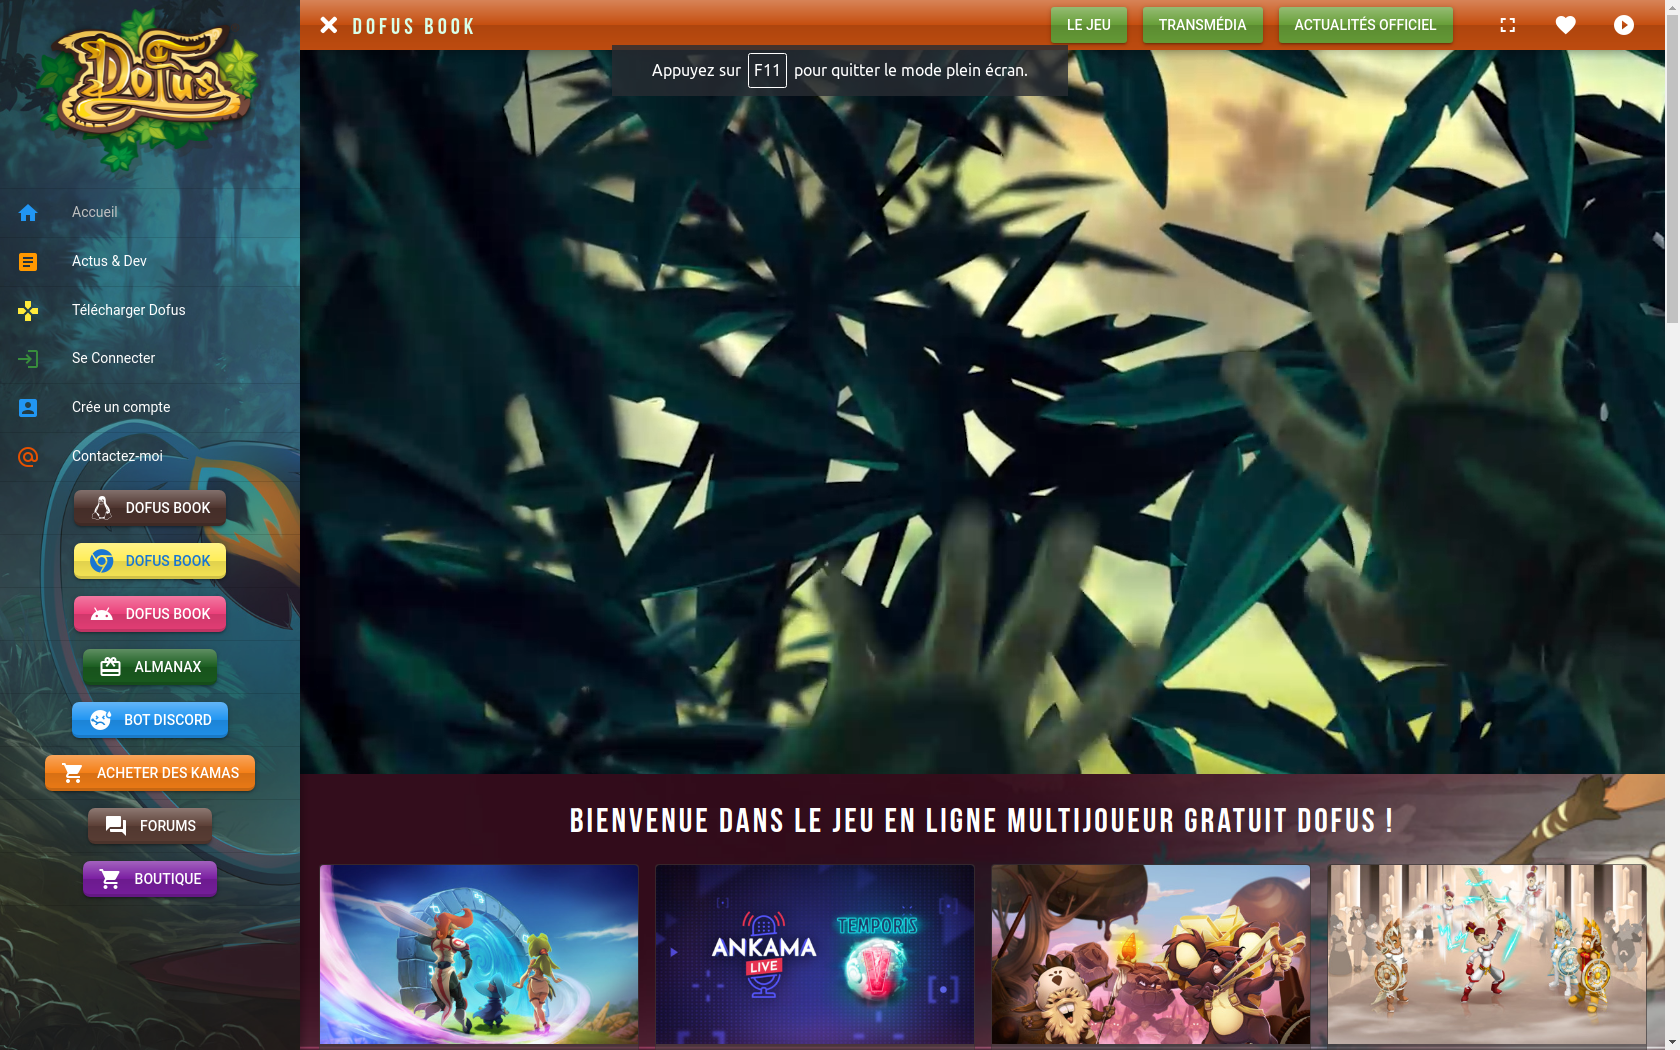 Dofus
Accueil
Actus & Dev
Télécharger Dofus
Se Connecter
Crée un compte
Contactez-moi
DOFUS BOOK
DOFUS BOOK
DOFUS BOOK
ALMANAX
BOT DISCORD
ACHETER DES KAMAS
FORUMS
BOUTIQUE
DOFUS BOOK
LE JEU
TRANSMÉDIA
ACTUALITÉS OFFICIEL
Appuyez sur F11 pour quitter le mode plein écran.
BIENVENUE DANS LE JEU EN LIGNE MULTIJOUEUR GRATUIT DOFUS !
ANKAMA
LIVE
TEMPORIS
V